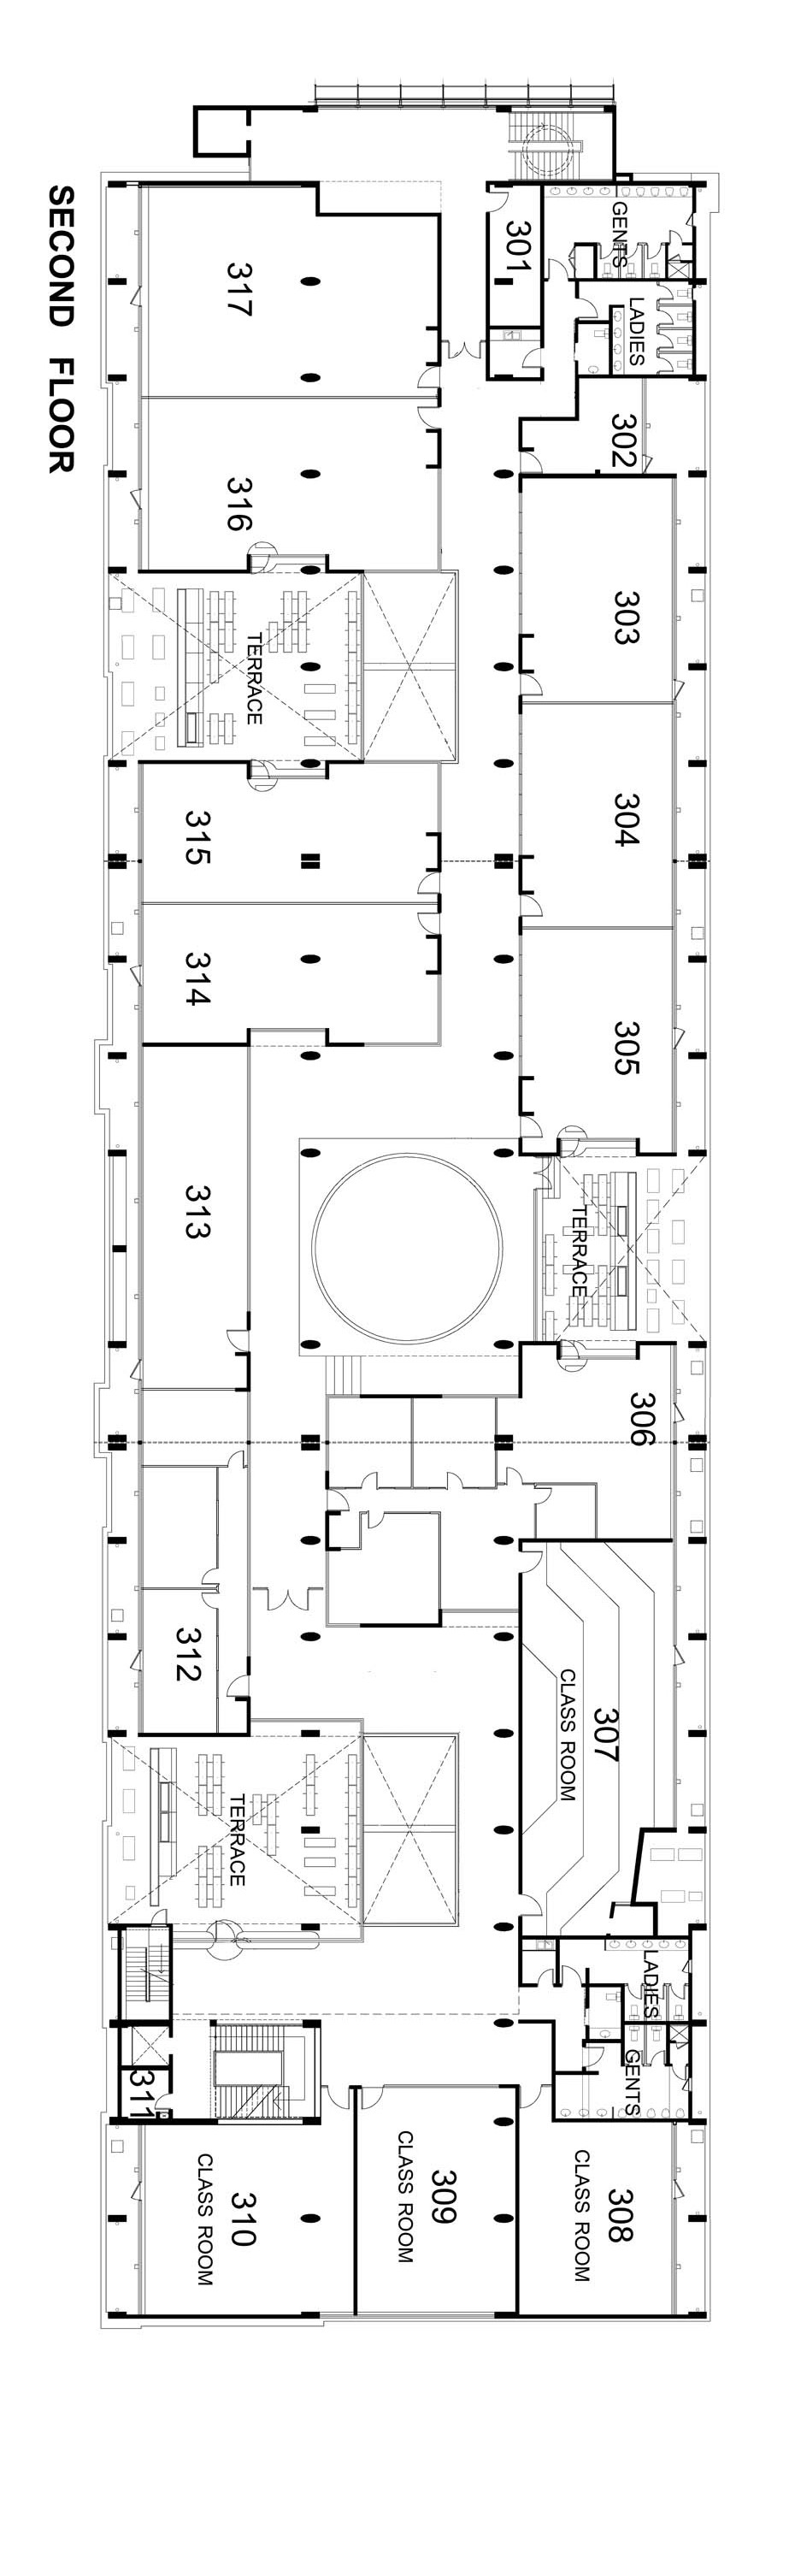 SECOND FLOOR
301
GENTS
LADIES
302
317
316
303
TERRACE
304
315
314
305
313
TERRACE
306
312
307
CLASS ROOM
TERRACE
LADIES
GENTS
311
310
CLASS ROOM
309
CLASS ROOM
308
CLASS ROOM